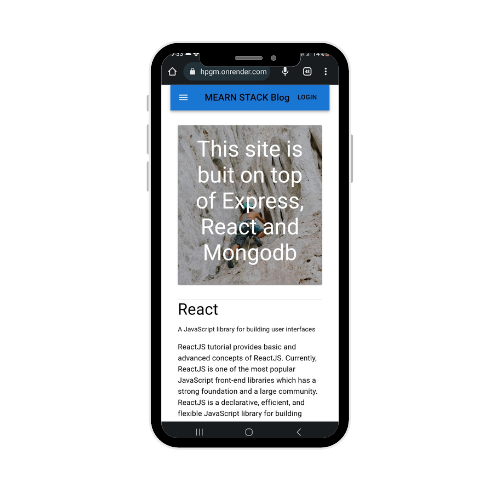 hpgm.onrender.com
MEARN STACK Blog LOGIN
This site is
buit on top
of Express,
React and
Mongodb
React
A JavaScript library for building user interfaces
ReactJS tutorial provides basic and
advanced concepts of ReactJS. Currently,
ReactJS is one of the most popular
JavaScript front-end libraries which has a
strong foundation and a large community.
ReactJS is a declarative, efficient, and
flexible JavaScript library for building